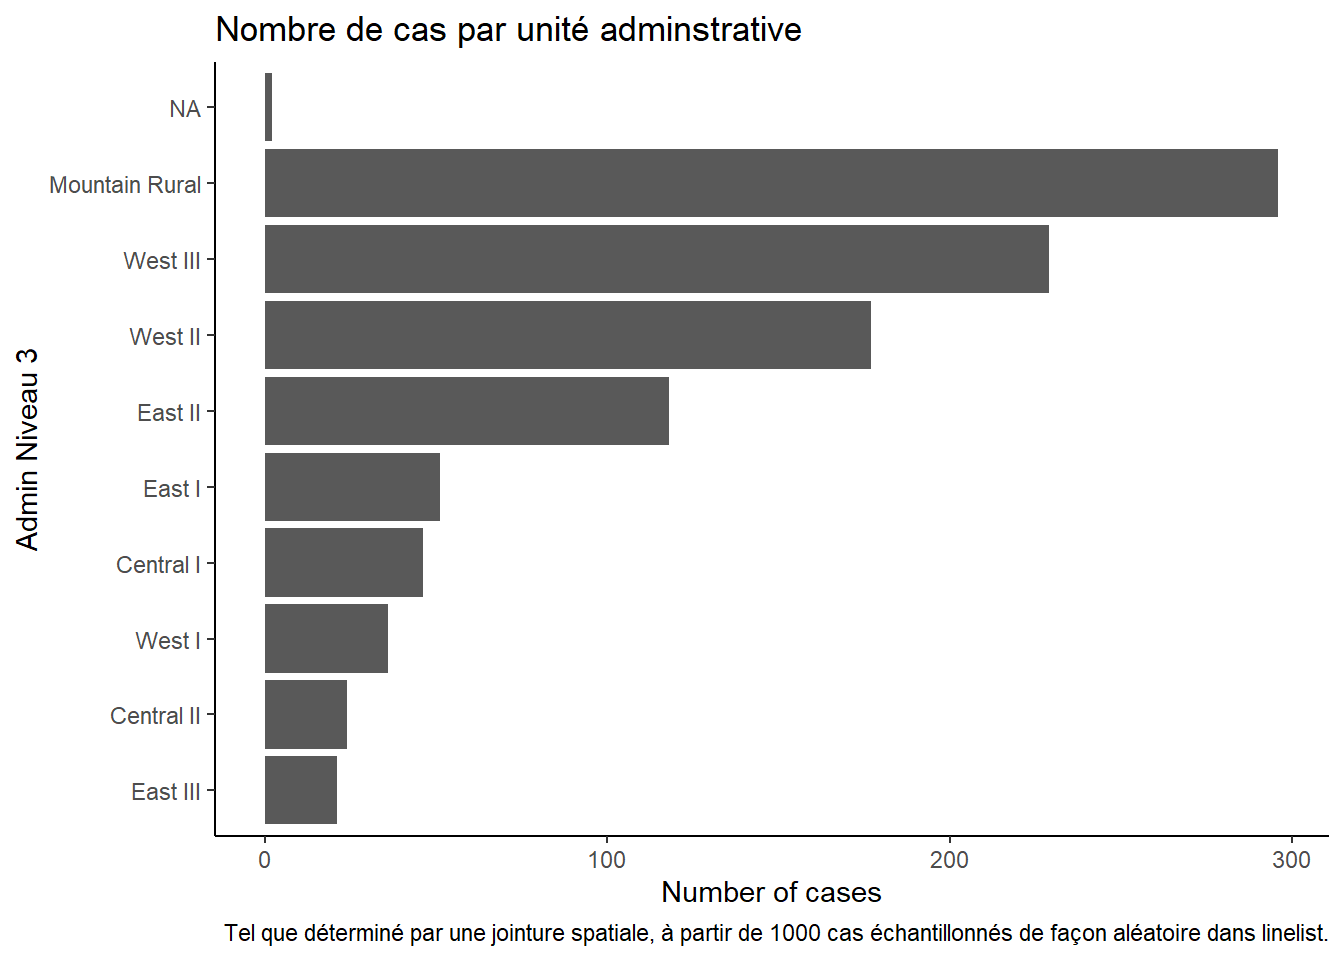 Nombre de cas par unité adminstrative
NA
Mountain Rural
West III
West II
East II
East I
Central I
West I
Central II
East III
Admin Niveau 3
0 100 200 300
Number of cases
Tel que déterminé par une jointure spatiale, à partir de 1000 cas échantillonnés de façon aléatoire dans linelist.